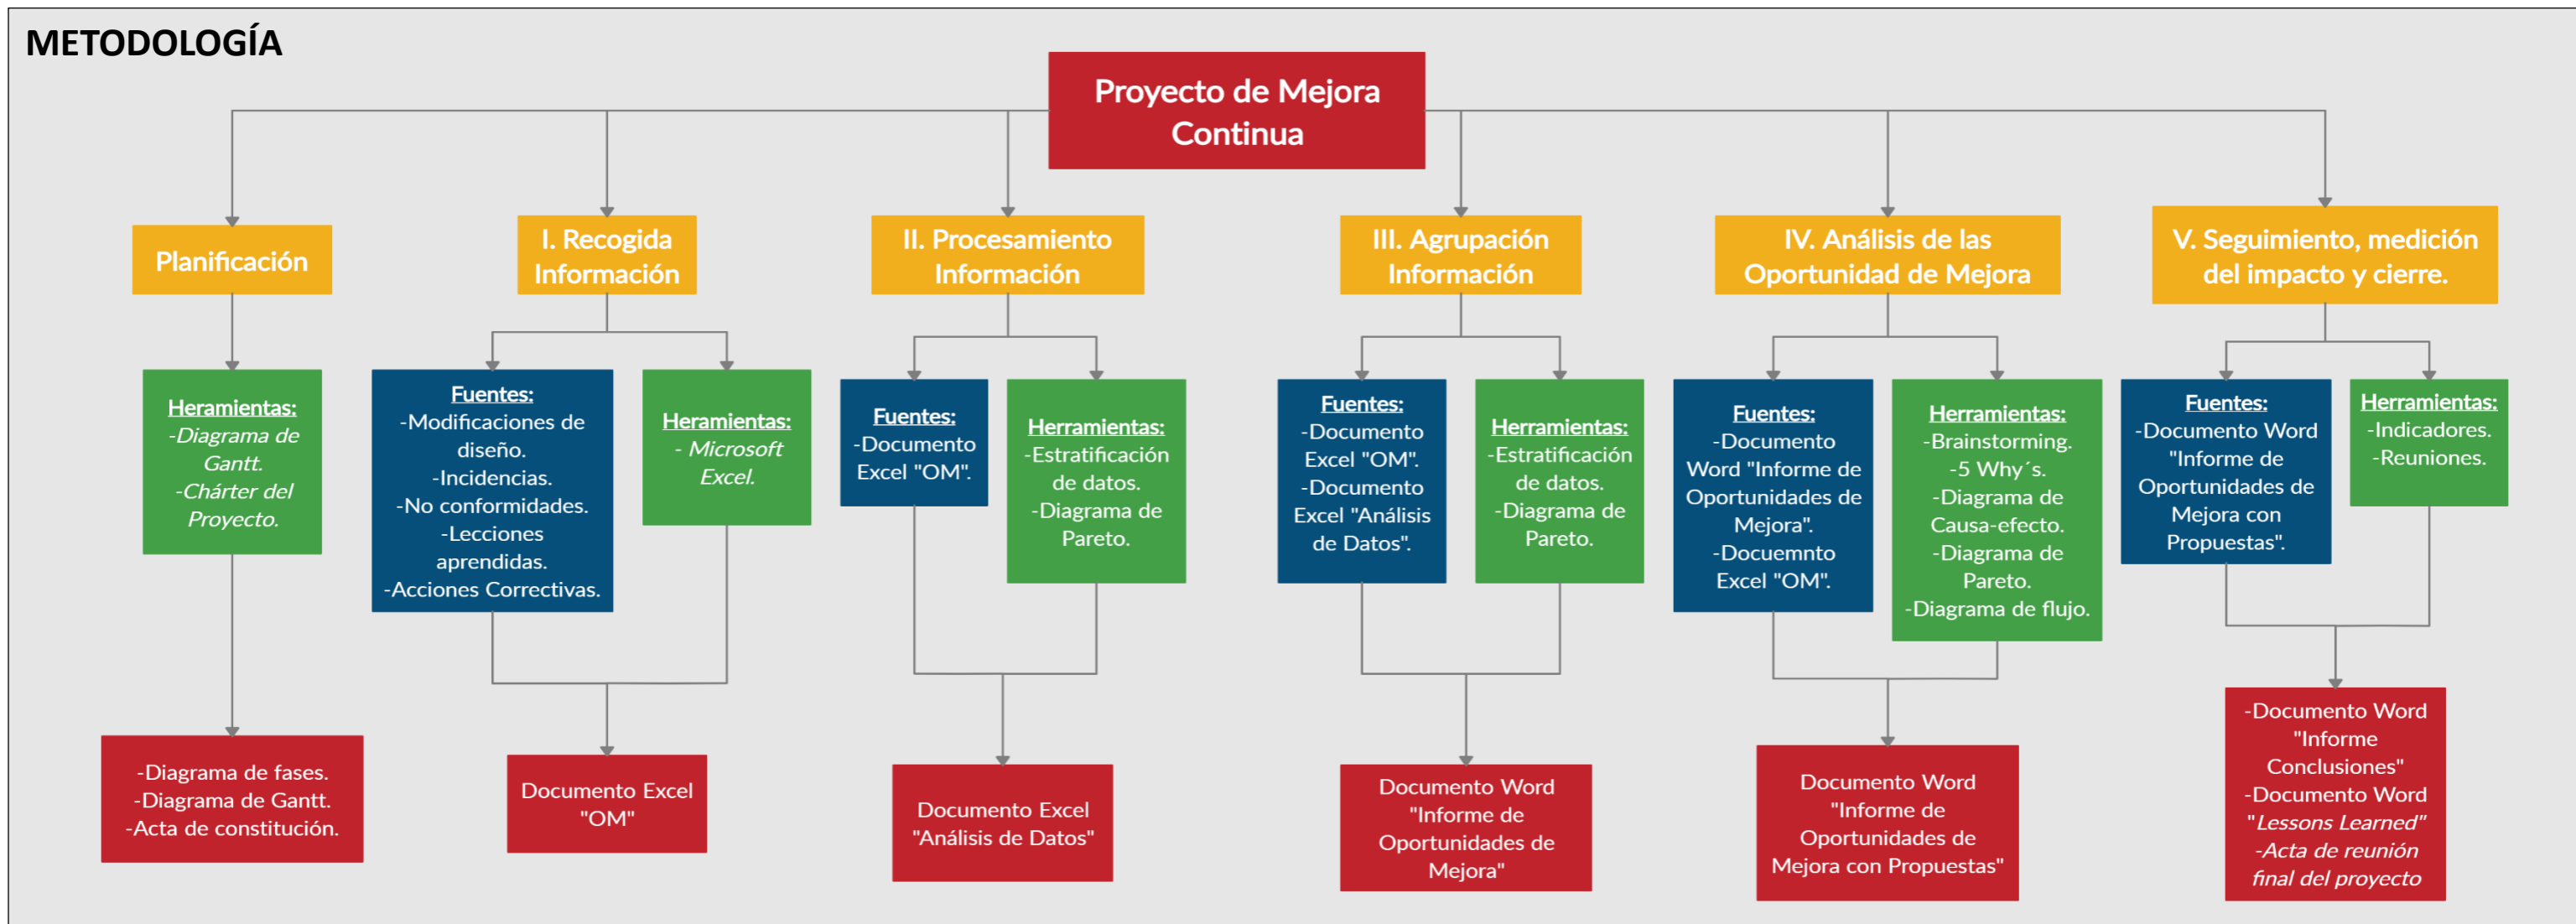 METODOLOGÍA
Proyecto de Mejora
Continua
Planificación
I. Recogida
Información
II. Procesamiento
Información
III. Agrupación
Información
IV. Análisis de las
Oportunidad de Mejora
V. Seguimiento, medición
del impacto y cierre.
Heramientas:
-Diagrama de
Gantt.
-Chárter del
Proyecto.
Fuentes:
-Modificaciones de
diseño.
-Incidencias.
-No conformidades.
-Lecciones
aprendidas.
-Acciones Correctivas.
Heramientas:
- Microsoft
Excel.
Fuentes:
-Documento
Excel "OM".
Herramientas:
-Estratificación
de datos.
-Diagrama de
Pareto.
Fuentes:
-Documento
Excel "OM".
-Documento
Excel "Análisis
de Datos".
Herramientas:
-Estratificación
de datos.
-Diagrama de
Pareto.
Fuentes:
-Documento
Word "Informe de
Oportunidades de
Mejora".
-Docuemnto
Excel "OM".
Herramientas:
-Brainstorming.
-5 Why´s.
-Diagrama de
Causa-efecto.
-Diagrama de
Pareto.
-Diagrama de flujo.
Fuentes:
-Documento Word
"Informe de
Oportunidades de
Mejora con
Propuestas".
Herramientas:
-Indicadores.
-Reuniones.
-Diagrama de fases.
-Diagrama de Gantt.
-Acta de constitución.
Documento Excel
"OM"
Documento Excel
"Análisis de Datos"
Documento Word
"Informe de
Oportunidades de
Mejora"
Documento Word
"Informe de
Oportunidades de
Mejora con Propuestas"
-Documento Word
"Informe
Conclusiones"
-Documento Word
"Lessons Learned"
-Acta de reunión
final del proyecto